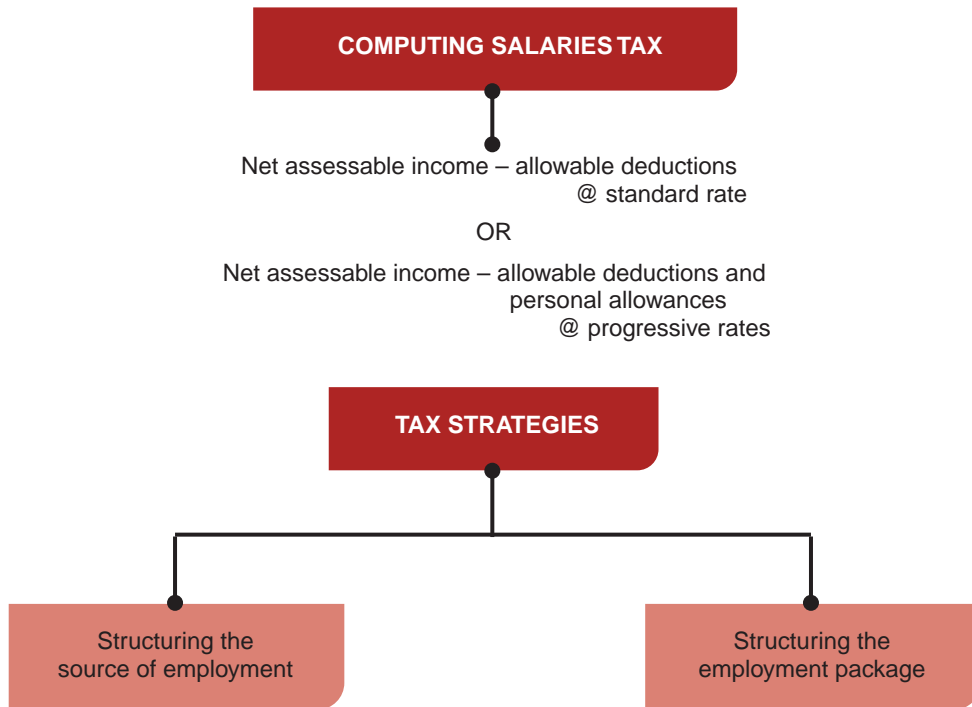 COMPUTING SALARIES TAX
Net assessable income – allowable deductions
@ standard rate
OR
Net assessable income – allowable deductions and
personal allowances
@ progressive rates
TAX STRATEGIES
Structuring the
source of employment
Structuring the
employment package